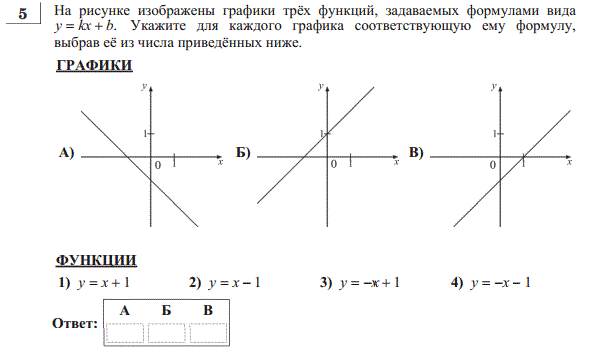 5 На рисунке изображены графики трёх функций, задаваемых формулами вида
y = kx + b. Укажите для каждого графика соответствующую ему формулу,
выбрав её из числа приведённых ниже.
ГРАФИКИ
А) y 1 0 1 x Б) y 1 0 1 x В) y 1 0 1 x
ФУНКЦИИ
1) y = x + 1 2) y = x − 1 3) y = −x + 1 4) y = −x − 1
Ответ: А Б В